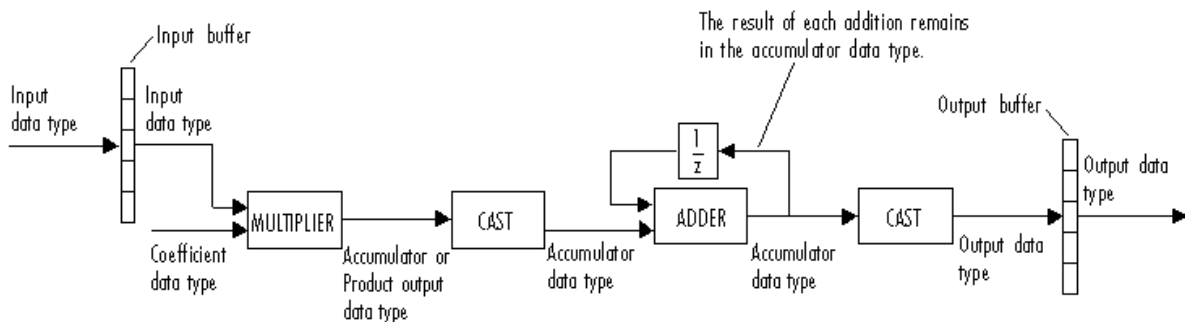 Input buffer
The result of each addition remains
in the accumulator data type.
Input
data type
Input
data type
Output buffer
1
z
Output data
type
MULTIPLIER
CAST
ADDER
CAST
Coefficient
data type
Accumulator or
Product output
data type
Accumulator
data type
Accumulator
data type
Output data
type